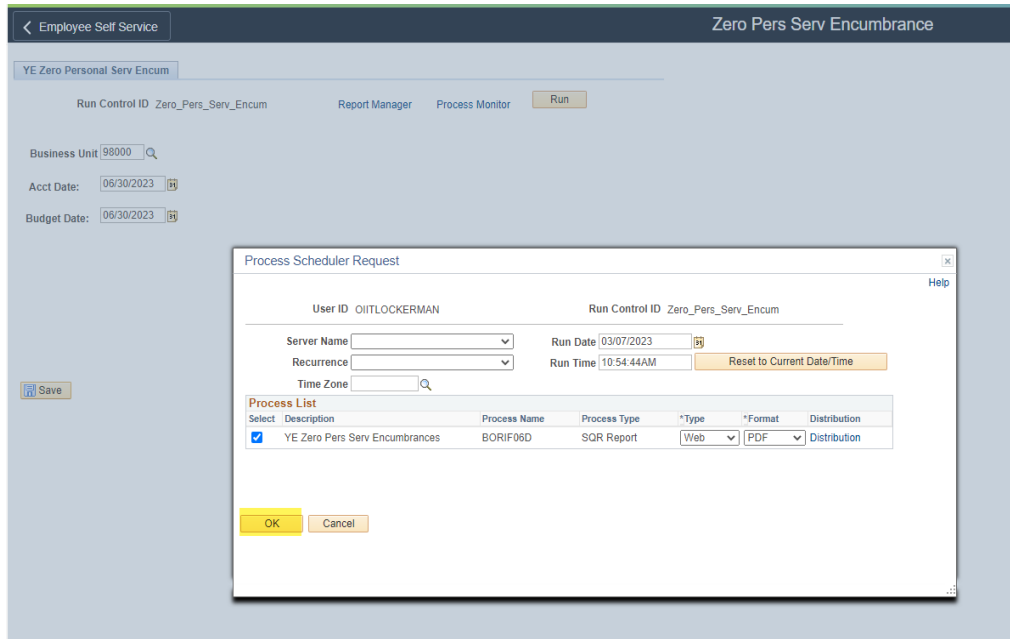 Employee Self Service
Zero Pers Serv Encumbrance
YE Zero Personal Serv Encum
Run Control ID Zero_Pers_Serv_Encum Report Manager Process Monitor Run
Business Unit 98000
Acct Date: 06/30/2023 31
Budget Date: 06/30/2023 31
Process Scheduler Request x
Help
User ID OIITLOCKERMAN Run Control ID Zero_Pers_Serv_Encum
Server Name Run Date 03/07/2023 31
Recurrence Run Time 10:54:44AM Reset to Current Date/Time
Time Zone
Save
Process List
Select Description Process Name Process Type *Type *Format Distribution
YE Zero Pers Serv Encumbrances BORIF06D SQR Report Web PDF Distribution
OK Cancel